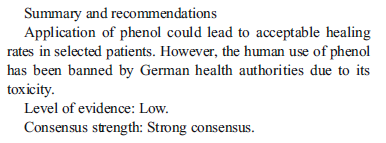 Summary and recommendations
Application of phenol could lead to acceptable healing
rates in selected patients. However, the human use of phenol
has been banned by German health authorities due to its
toxicity.
Level of evidence: Low.
Consensus strength: Strong consensus.